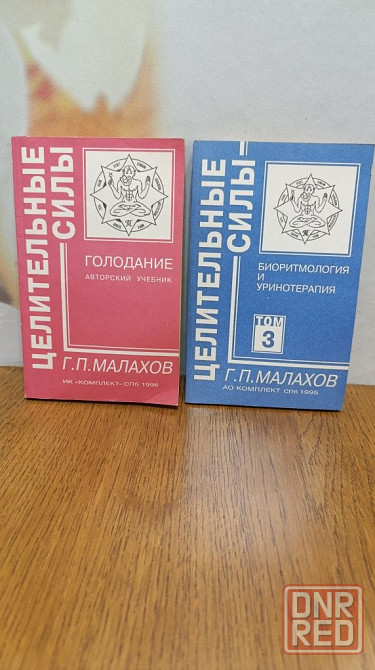 ЦЕЛИТЕЛЬНЫЕ
СИЛЫ
ГОЛОДАНИЕ
АВТОРСКИЙ УЧЕБНИК
Г.П.МАЛАХОВ
ИК «КОМПЛЕКТ» СПб 1996
ЦЕЛИТЕЛЬНЫЕ
СИЛЫ
БИОРИТМОЛОГИЯ
И
УРИНОТЕРАПИЯ
ТОМ
3
Г.П.МАЛАХОВ
АО КОМПЛЕКТ СПб 1995
DNR
RED